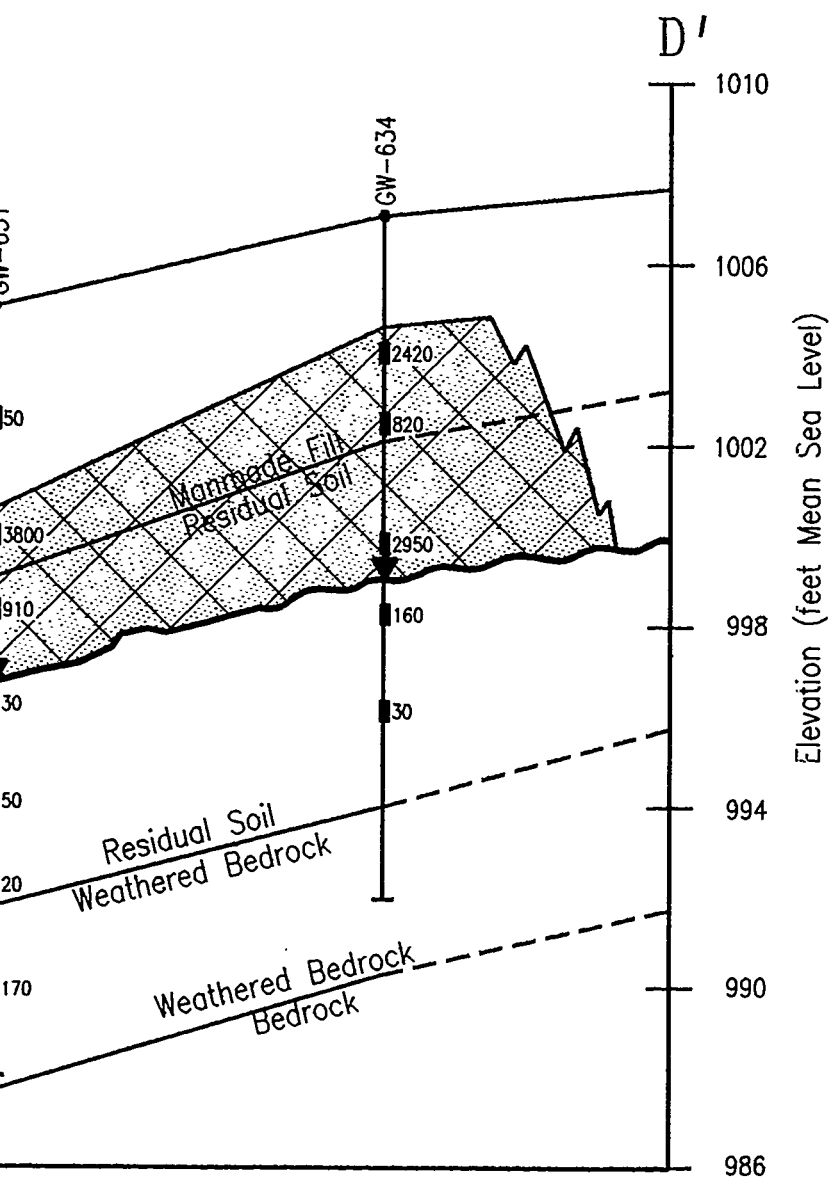 D'
1010
GW-634
1006
2420
50
820
1002
Manmade Fill
Residual Soil
3800
2950
910
160
998
30
30
50
994
Residual Soil
Weathered Bedrock
20
170
990
Weathered Bedrock
Bedrock
986
Elevation (feet Mean Sea Level)